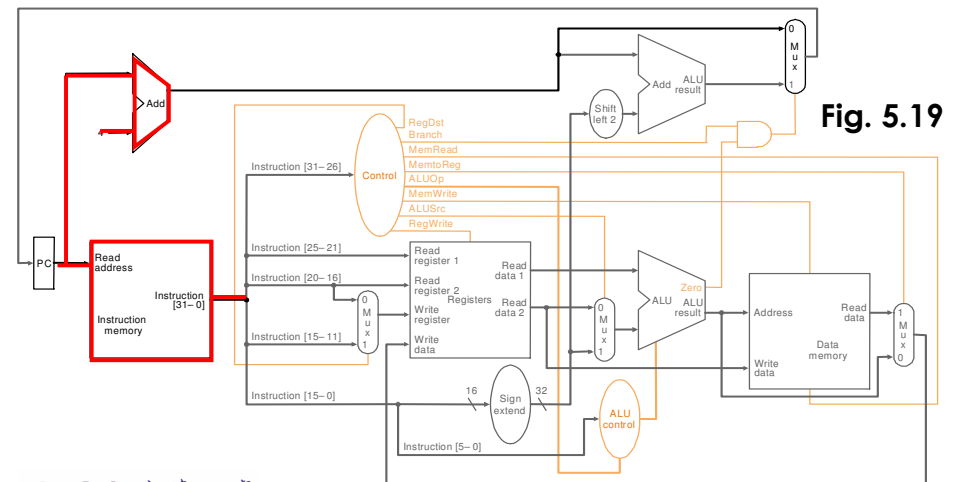 0
M
u
x
1
Add
ALU
result
Add
Shift
left 2
Fig. 5.19
RegDst
Branch
MemRead
MemtoReg
ALUOp
MemWrite
ALUSrc
RegWrite
Control
Instruction [31–26]
Instruction [25–21]
Instruction [20–16]
Instruction [15–11]
Instruction [15–0]
Instruction [5–0]
PC
Read
address
Instruction
[31–0]
Instruction
memory
0
M
u
x
1
Read
register 1
Read
register 2
Write
register
Write
data
Registers
Read
data 1
Read
data 2
0
M
u
x
1
Zero
ALU
ALU
result
Address
Read
data
Data
memory
Write
data
1
M
u
x
0
16
Sign
extend
32
ALU
control